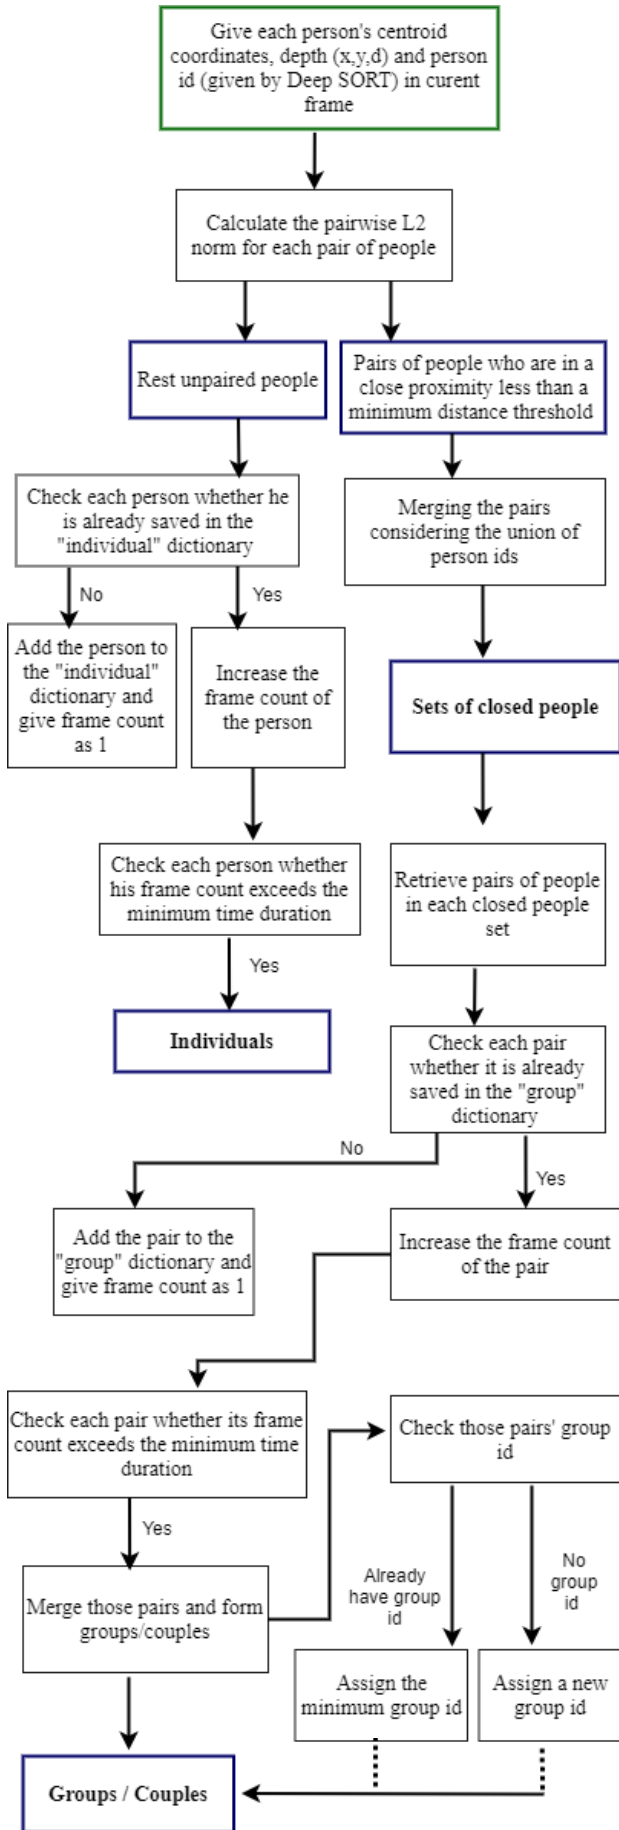 Give each person's centroid
coordinates, depth (x,y,d) and person
id (given by Deep SORT) in curent
frame
Calculate the pairwise L2
norm for each pair of people
Rest unpaired people
Pairs of people who are in a
close proximity less than a
minimum distance threshold
Check each person whether he
is already saved in the
"individual" dictionary
Merging the pairs
considering the union of
person ids
No
Yes
Add the person to
the "individual"
dictionary and
give frame count
as 1
Increase the
frame count of
the person
Sets of closed people
Check each person whether
his frame count exceeds the
minimum time duration
Retrieve pairs of people
in each closed people
set
Yes
Individuals
Check each pair
whether it is already
saved in the "group"
dictionary
No
Yes
Add the pair to the
"group" dictionary and
give frame count as 1
Increase the frame count
of the pair
Check each pair whether its frame
count exceeds the minimum time
duration
Check those pairs' group
id
Yes
Already
have group
id
No
group
id
Merge those pairs and form
groups/couples
Assign the
minimum group id
Assign a new
group id
Groups / Couples